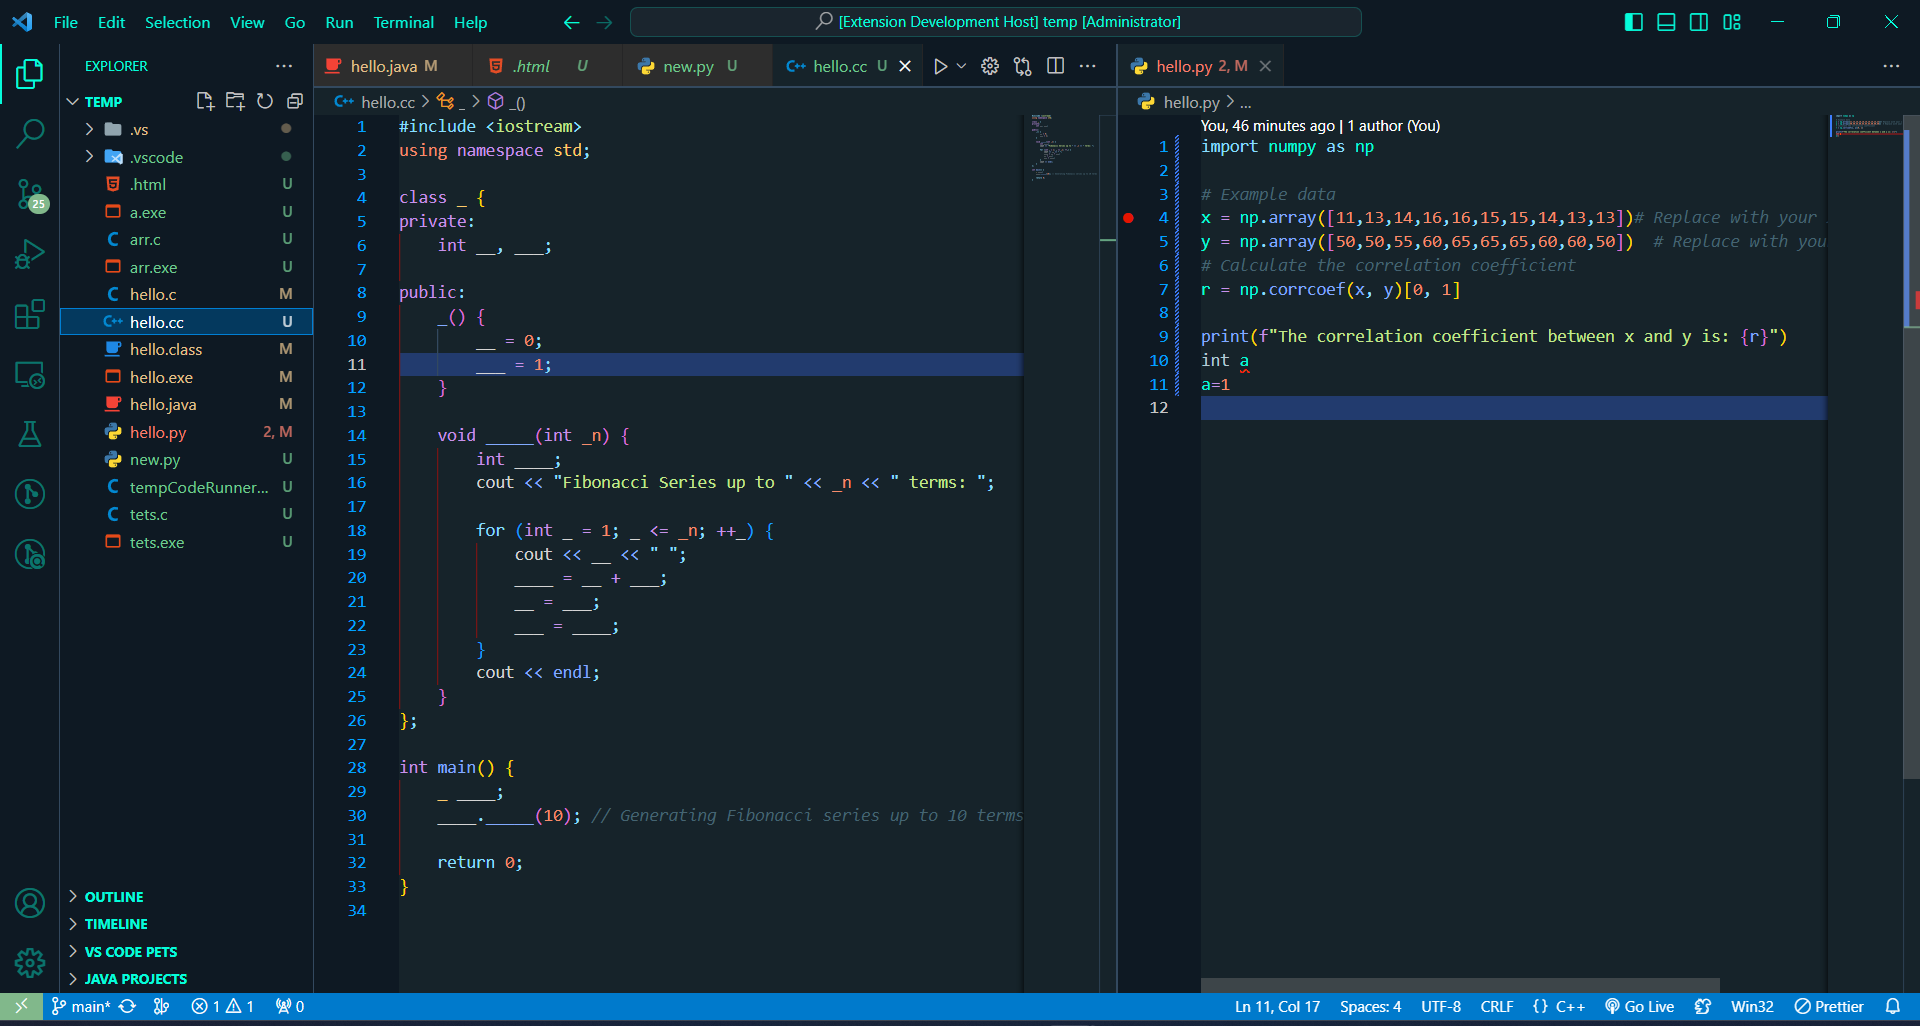 File Edit Selection View Go Run Terminal Help
[Extension Development Host] temp [Administrator]
EXPLORER
TEMP
.vs
.vscode
.html U
a.exe U
arr.c U
arr.exe U
hello.c M
hello.cc U
hello.class M
hello.exe M
hello.java M
hello.py 2, M
new.py U
tempCodeRunner... U
tets.c U
tets.exe U
OUTLINE
TIMELINE
VS CODE PETS
JAVA PROJECTS
25
hello.java M .html U new.py U hello.cc U
hello.cc > _ > _()
1 #include <iostream>
2 using namespace std;
3
4 class _ {
5 private:
6     int __, ___;
7
8 public:
9     _() {
10         __ = 0;
11         ___ = 1;
12     }
13
14     void _____(int _n) {
15         int ____;
16         cout << "Fibonacci Series up to " << _n << " terms: ";
17
18         for (int _ = 1; _ <= _n; ++_) {
19             cout << __ << " ";
20             ____ = __ + ___;
21             __ = ___;
22             ___ = ____;
23         }
24         cout << endl;
25     }
26 };
27
28 int main() {
29     _ ____;
30     ____._____(10); // Generating Fibonacci series up to 10 terms
31
32     return 0;
33 }
34
hello.py 2, M
hello.py > ...
You, 46 minutes ago | 1 author (You)
1 import numpy as np
2
3 # Example data
4 x = np.array([11,13,14,16,16,15,15,14,13,13])# Replace with your
5 y = np.array([50,50,55,60,65,65,65,60,60,50])  # Replace with you
6 # Calculate the correlation coefficient
7 r = np.corrcoef(x, y)[0, 1]
8
9 print(f"The correlation coefficient between x and y is: {r}")
10 int a
11 a=1
12
main* 1 1 0
Ln 11, Col 17 Spaces: 4 UTF-8 CRLF {} C++ Go Live Win32 Prettier